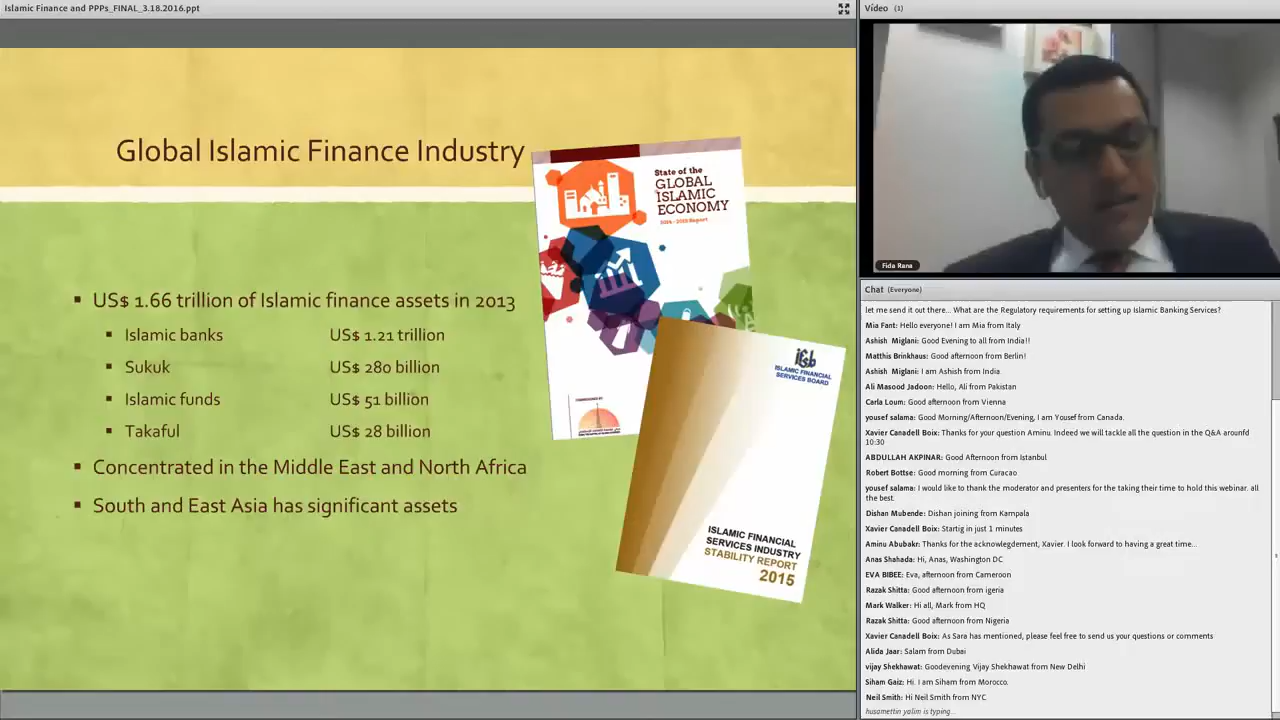 Islamic Finance and PPPs_FINAL_3.18.2016.ppt
Global Islamic Finance Industry
US$ 1.66 trillion of Islamic finance assets in 2013
Islamic banks US$ 1.21 trillion
Sukuk US$ 280 billion
Islamic funds US$ 51 billion
Takaful US$ 28 billion
Concentrated in the Middle East and North Africa
South and East Asia has significant assets
State of the
GLOBAL
ISLAMIC
ECONOMY
2014 - 2015 Report
COMMISSIONED BY
ifsb
ISLAMIC FINANCIAL
SERVICES BOARD
ISLAMIC FINANCIAL
SERVICES INDUSTRY
STABILITY REPORT
2015
Vídeo (1)
Fida Rana
Chat (Everyone)
let me send it out there... What are the Regulatory requirements for setting up Islamic Banking Services?
Mia Fant: Hello everyone! I am Mia from Italy
Ashish Miglani: Good Evening to all from India!!
Matthis Brinkhaus: Good afternoon from Berlin!
Ashish Miglani: I am Ashish from India
Ali Masood Jadoon: Hello, Ali from Pakistan
Carla Loum: Good afternoon from Vienna
yousef salama: Good Morning/Afternoon/Evening, I am Yousef from Canada.
Xavier Canadell Boix: Thanks for your question Aminu. Indeed we will tackle all the question in the Q&A arounfd
10:30
ABDULLAH AKPINAR: Good Afternoon from Istanbul
Robert Bottse: Good morning from Curacao
yousef salama: I would like to thank the moderator and presenters for the taking their time to hold this webinar. all
the best.
Dishan Mubende: Dishan joining from Kampala
Xavier Canadell Boix: Startig in just 1 minutes
Aminu Abubakr: Thanks for the acknowlegdement, Xavier. I look forward to having a great time...
Anas Shahada: Hi, Anas, Washington DC
EVA BIBEE: Eva, afternoon from Cameroon
Razak Shitta: Good afternoon from igeria
Mark Walker: Hi all, Mark from HQ
Razak Shitta: Good afternoon from Nigeria
Xavier Canadell Boix: As Sara has mentioned, please feel free to send us your questions or comments
Alida Jaar: Salam from Dubai
vijay Shekhawat: Goodevening Vijay Shekhawat from New Delhi
Siham Gaiz: Hi. I am Siham from Morocco.
Neil Smith: Hi Neil Smith from NYC
husamettin yalim is typing...